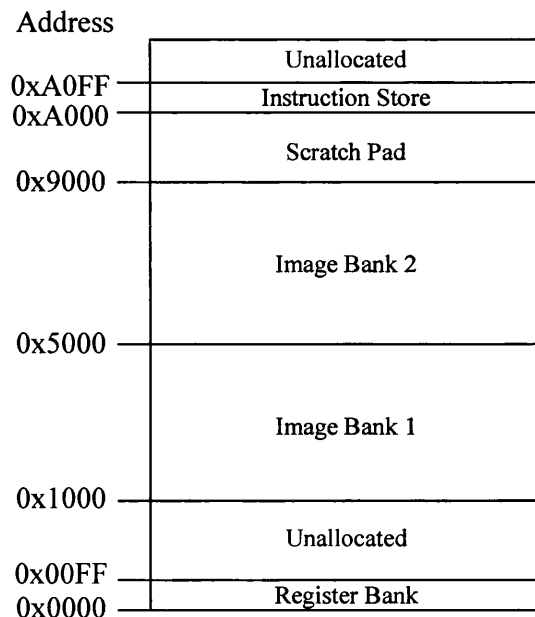 Address
Unallocated
0xA0FF
Instruction Store
0xA000
Scratch Pad
0x9000
Image Bank 2
0x5000
Image Bank 1
0x1000
Unallocated
0x00FF
Register Bank
0x0000